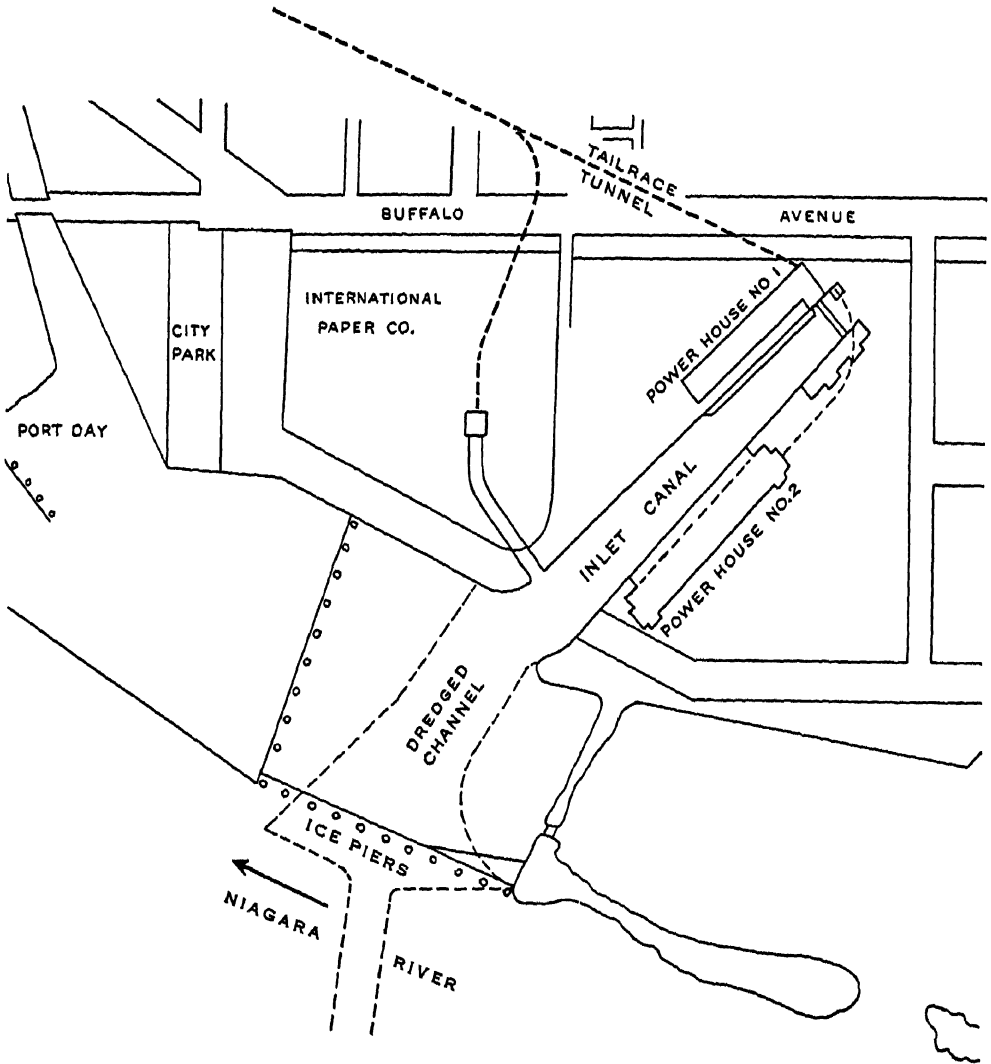 TAILRACE
TUNNEL
BUFFALO
AVENUE
INTERNATIONAL
PAPER CO.
CITY
PARK
POWER HOUSE NO 1
PORT DAY
INLET CANAL
POWER HOUSE NO.2
DREDGED
CHANNEL
ICE PIERS
NIAGARA
RIVER